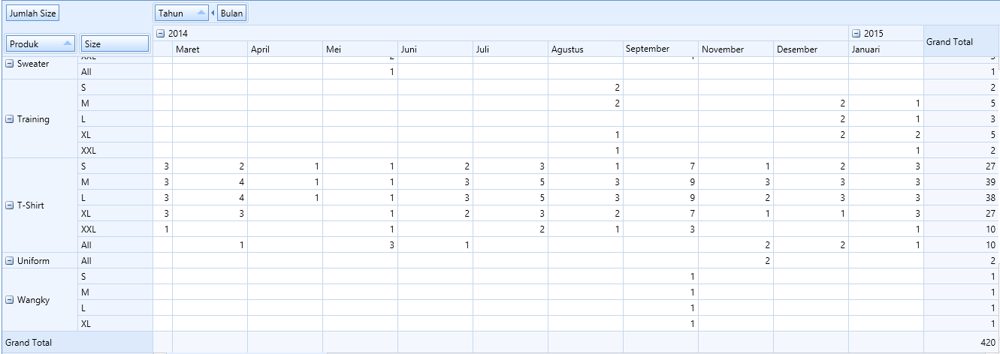 Jumlah Size Tahun Bulan
2014 2015
Produk Size Maret April Mei Juni Juli Agustus September November Desember Januari Grand Total
Sweater
All 1 1
S 2 2
M 2 2 1 5
Training L 2 1 3
XL 1 2 2 5
XXL 1 1 2
S 3 2 1 1 2 3 1 7 1 2 3 27
M 3 4 1 1 3 5 3 9 3 3 3 39
L 3 4 1 1 3 5 3 9 2 3 3 38
T-Shirt
XL 3 3 1 2 3 2 7 1 1 3 27
XXL 1 1 2 1 3 1 10
All 1 3 1 2 2 1 10
Uniform All 2 2
S 1 1
M 1 1
Wangky
L 1 1
XL 1 1
Grand Total 420